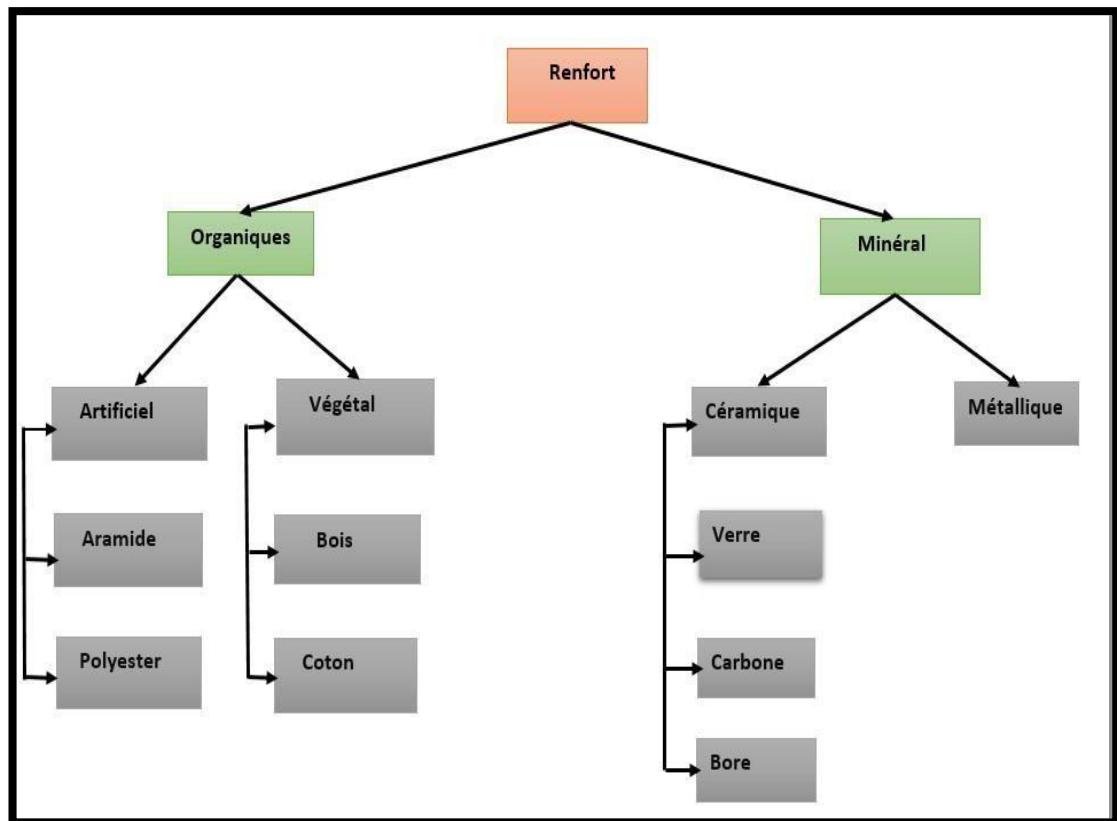 Renfort
Organiques
Minéral
Artificiel
Végétal
Céramique
Métallique
Aramide
Bois
Verre
Polyester
Coton
Carbone
Bore